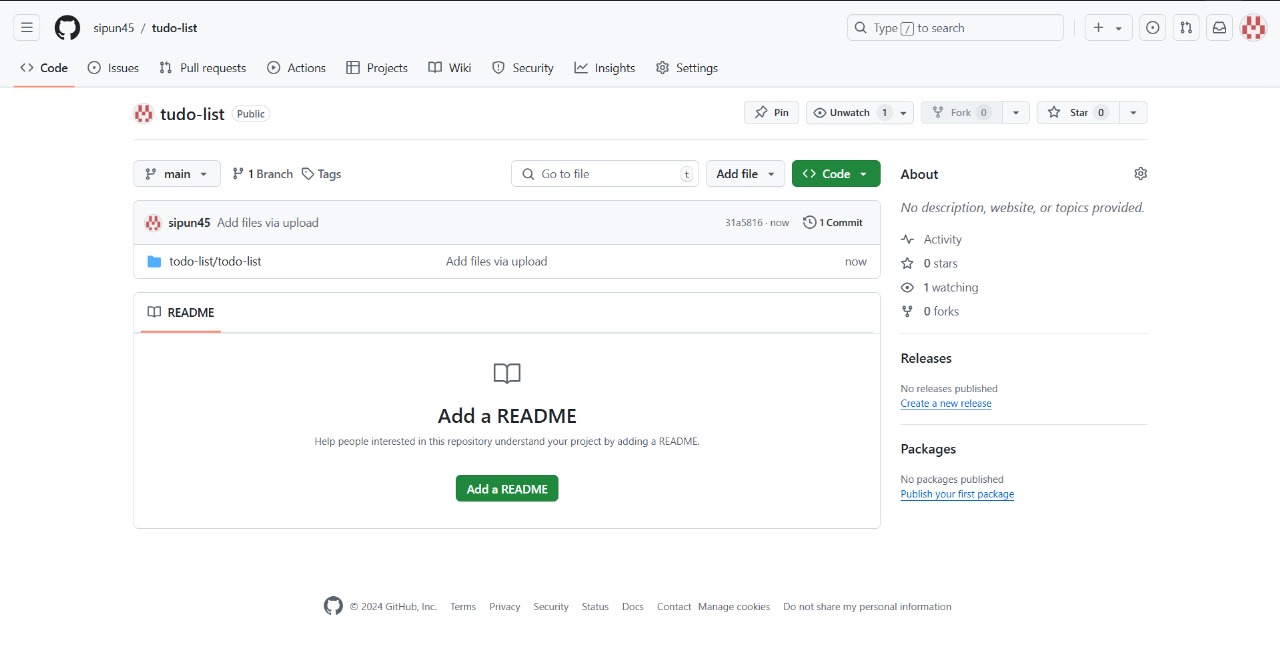 sipun45 / tudo-list
Type / to search
Code Issues Pull requests Actions Projects Wiki Security Insights Settings
tudo-list Public
Pin Unwatch 1 Fork 0 Star 0
main 1 Branch Tags
Go to file t Add file Code
sipun45 Add files via upload 31a5816 · now 1 Commit
todo-list/todo-list Add files via upload now
README
Add a README
Help people interested in this repository understand your project by adding a README.
Add a README
About
No description, website, or topics provided.
Activity
0 stars
1 watching
0 forks
Releases
No releases published
Create a new release
Packages
No packages published
Publish your first package
© 2024 GitHub, Inc. Terms Privacy Security Status Docs Contact Manage cookies Do not share my personal information